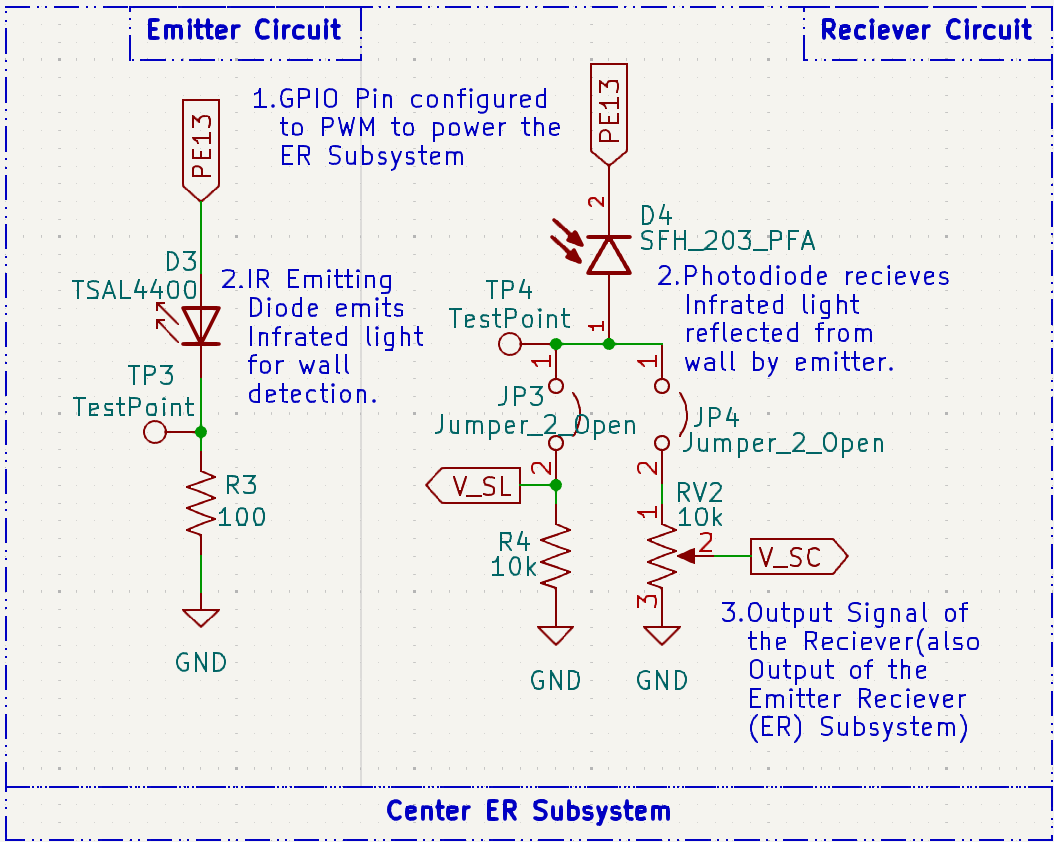 Emitter Circuit
Reciever Circuit
PE13
1.GPIO Pin configured
to PWM to power the
ER Subsystem
PE13
2
D4
SFH_203_PFA
D3
TSAL4400
2.IR Emitting
Diode emits
Infrated light
for wall
detection.
TP4
TestPoint
1
2.Photodiode recieves
Infrated light
reflected from
wall by emitter.
TP3
TestPoint
1
1
JP3
Jumper_2_Open
JP4
Jumper_2_Open
2
2
V_SL
R3
100
RV2
10k
1
R4
10k
2
V_SC
3
3.Output Signal of
the Reciever(also
Output of the
Emitter Reciever
(ER) Subsystem)
GND
GND
GND
Center ER Subsystem